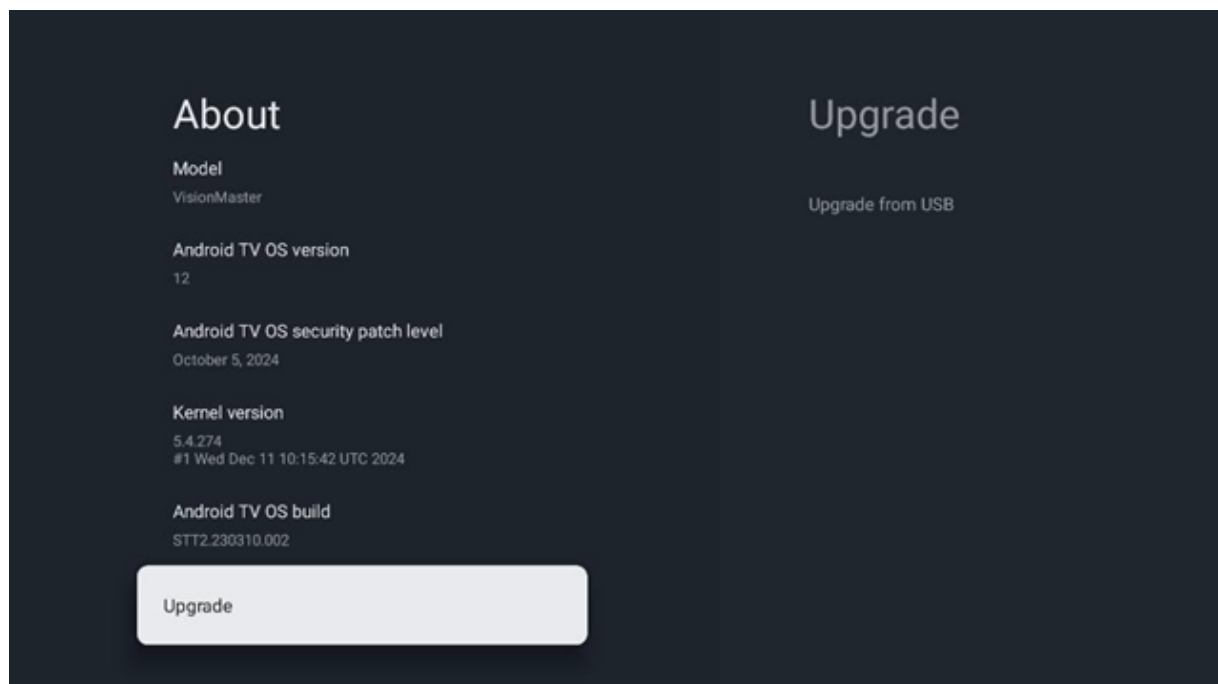 About
Model
VisionMaster
Android TV OS version
12
Android TV OS security patch level
October 5, 2024
Kernel version
5.4.274
#1 Wed Dec 11 10:15:42 UTC 2024
Android TV OS build
STT2.230310.002
Upgrade
Upgrade
Upgrade from USB